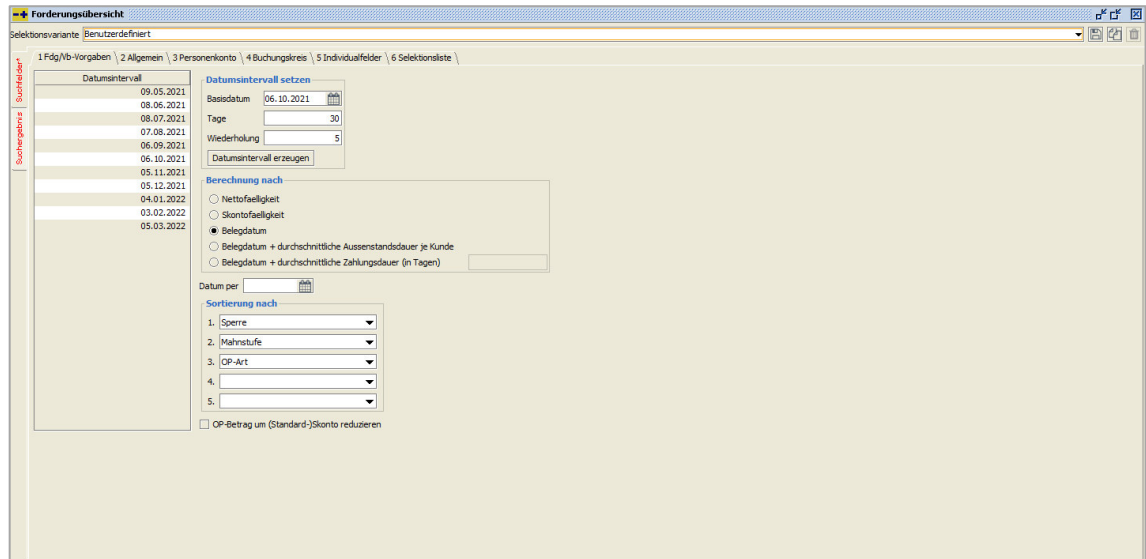 Forderungsübersicht
Selektionsvariante Benutzerdefiniert
1 Fdg/Vb-Vorgaben 2 Allgemein 3 Personenkonto 4 Buchungskreis 5 Individualfelder 6 Selektionsliste
Suchfelder*
Suchergebnis
Datumsintervall
09.05.2021
08.06.2021
08.07.2021
07.08.2021
06.09.2021
06.10.2021
05.11.2021
05.12.2021
04.01.2022
03.02.2022
05.03.2022
Datumsintervall setzen
Basisdatum 06.10.2021
Tage 30
Wiederholung 5
Datumsintervall erzeugen
Berechnung nach
Nettofaelligkeit
Skontofaelligkeit
Belegdatum
Belegdatum + durchschnittliche Aussenstandsdauer je Kunde
Belegdatum + durchschnittliche Zahlungsdauer (in Tagen)
Datum per
Sortierung nach
1. Sperre
2. Mahnstufe
3. OP-Art
4.
5.
OP-Betrag um (Standard-)Skonto reduzieren